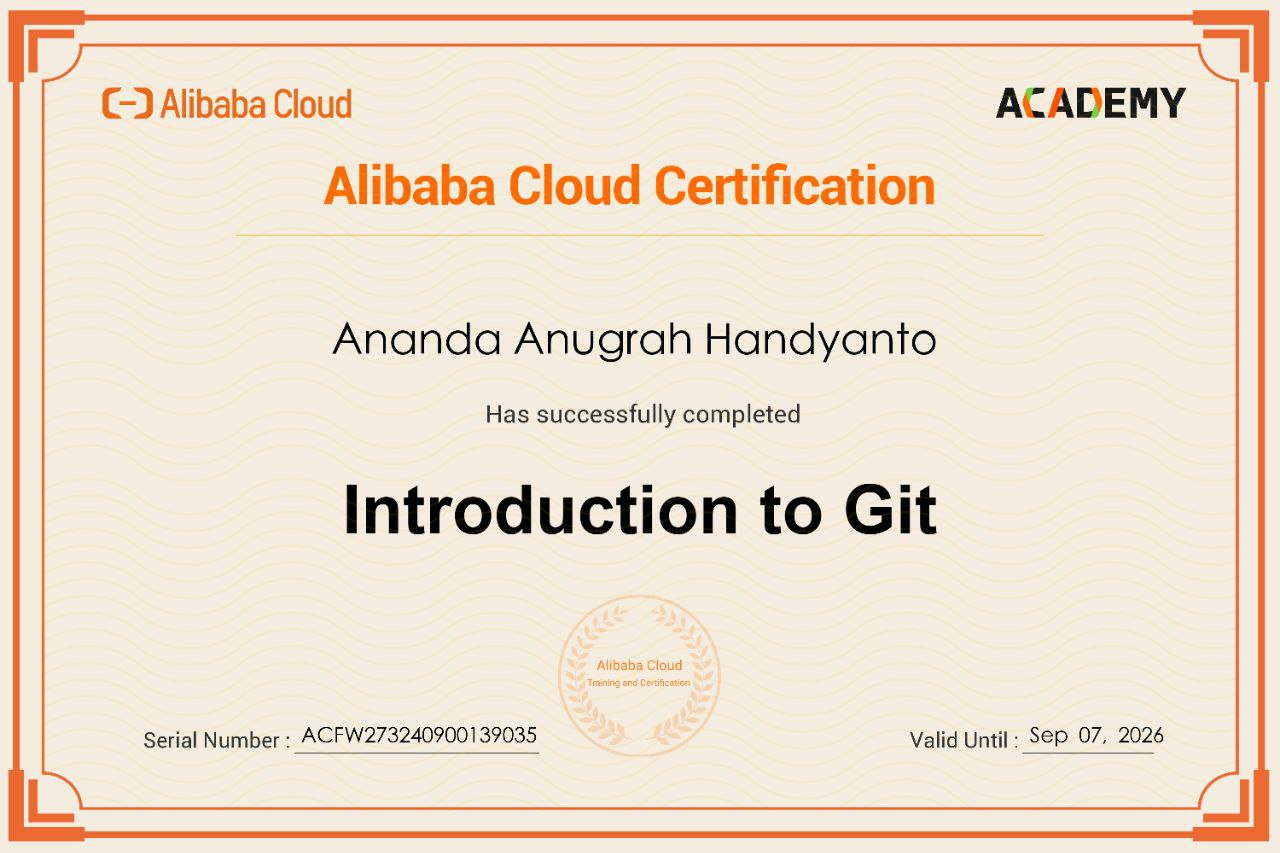 Alibaba Cloud
ACADEMY
Alibaba Cloud Certification
Ananda Anugrah Handyanto
Has successfully completed
Introduction to Git
Alibaba Cloud
Training and Certification
Serial Number : ACFW273240900139035
Valid Until : Sep 07, 2026